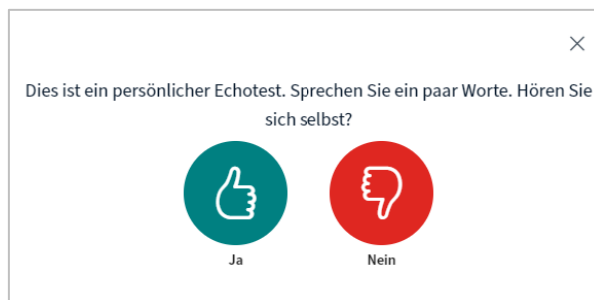 Dies ist ein persönlicher Echotest. Sprechen Sie ein paar Worte. Hören Sie
sich selbst?
Ja
Nein